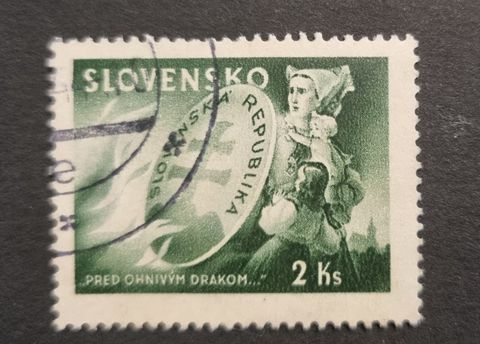 SLOVENSKO
SLOVENSKÁ REPUBLIKA
„PRED OHNIVÝM DRAKOM..."
2 Ks